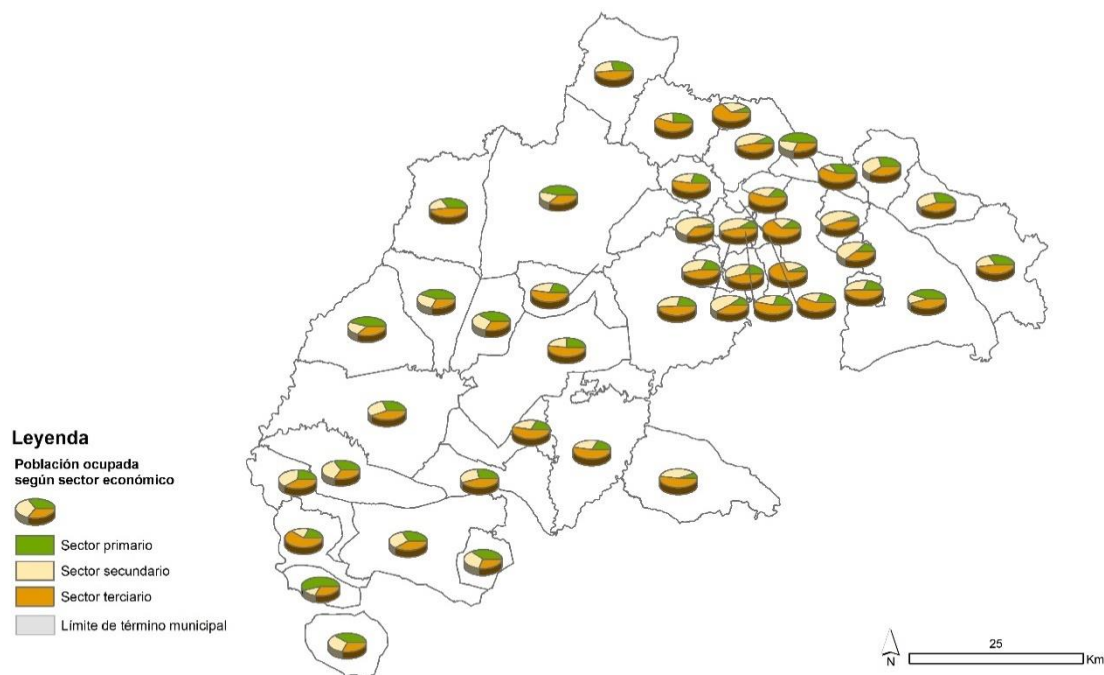 Leyenda
Población ocupada
según sector económico
Sector primario
Sector secundario
Sector terciario
Límite de término municipal
N
25
Km